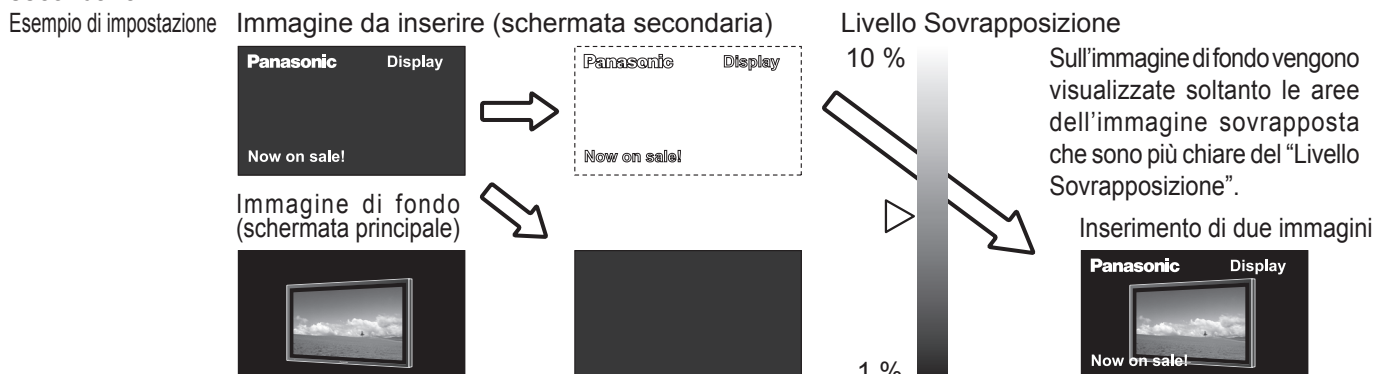 Esempio di impostazione
Immagine da inserire (schermata secondaria)
Livello Sovrapposizione
Panasonic Display
Now on sale!
Panasonic Display
Now on sale!
10 %
Sull'immagine di fondo vengono
visualizzate soltanto le aree
dell'immagine sovrapposta
che sono più chiare del “Livello
Sovrapposizione”.
Immagine di fondo
(schermata principale)
Inserimento di due immagini
Panasonic Display
Now on sale!
1 %